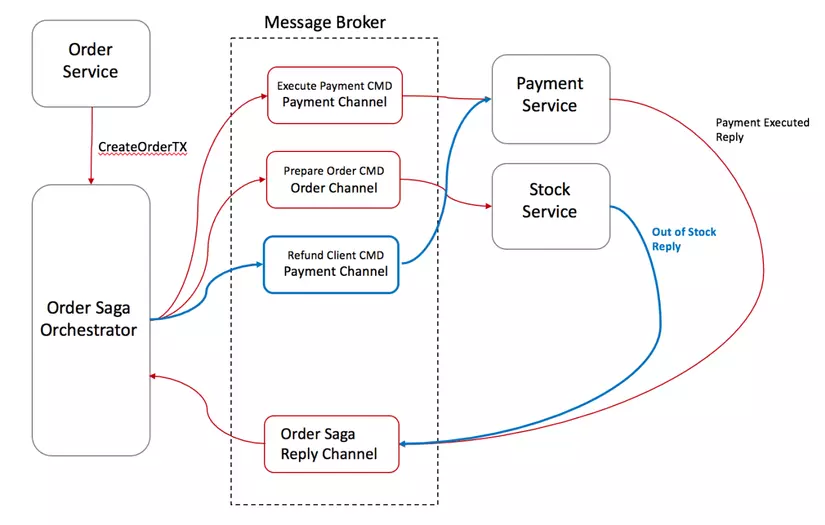 Message Broker
Order
Service
CreateOrderTX
Order Saga
Orchestrator
Execute Payment CMD
Payment Channel
Prepare Order CMD
Order Channel
Refund Client CMD
Payment Channel
Order Saga
Reply Channel
Payment
Service
Stock
Service
Payment Executed
Reply
Out of Stock
Reply